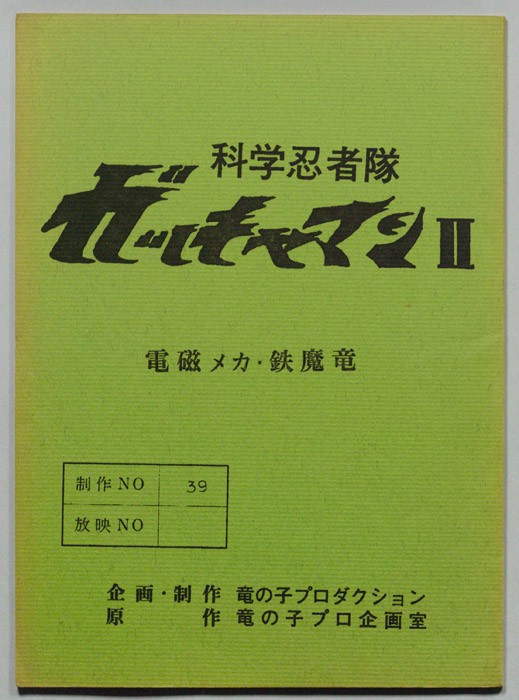 科学忍者隊
ガッチャマンⅡ
電磁メカ・鉄魔竜
制作NO 39
放映NO
企画・制作 竜の子プロダクション
原 作 竜の子プロ企画室